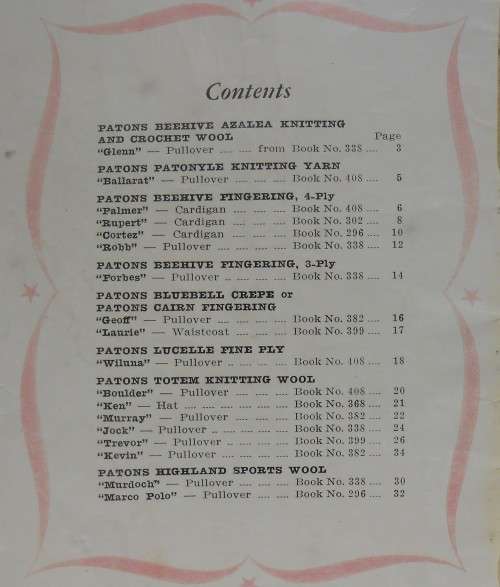 Contents
PATONS BEEHIVE AZALEA KNITTING
AND CROCHET WOOL Page
"Glenn" — Pullover .... .... from Book No. 338 .... 3
PATONS PATONYLE KNITTING YARN
"Ballarat" — Pullover .... .... .... Book No. 408 .... 5
PATONS BEEHIVE FINGERING, 4-Ply
"Palmer" — Cardigan .... .... .... Book No. 408 .... 6
"Rupert" — Cardigan .... .... .... Book No. 302 .... 8
"Cortez" — Cardigan .... .... .... Book No. 296 .... 10
"Robb" — Pullover .... .... .... .... Book No. 338 .... 12
PATONS BEEHIVE FINGERING, 3-Ply
"Forbes" — Pullover .. .... .... .... Book No. 338 .... 14
PATONS BLUEBELL CREPE or
PATONS CAIRN FINGERING
"Geoff" — Pullover .... .... .... .... Book No. 382 .... 16
"Laurie" — Waistcoat .... .... .... Book No. 399 .... 17
PATONS LUCELLE FINE PLY
"Wiluna" — Pullover .. .... .... .... Book No. 408 .... 18
PATONS TOTEM KNITTING WOOL
"Boulder" — Pullover .... .... .... Book No. 408 .... 20
"Ken" — Hat .... .... .... .... .... .... Book No. 368 .... 21
"Murray" — Pullover .... .... .... Book No. 382 .... 22
"Jock" — Pullover .. .... .... .... .... Book No. 338 .... 24
"Trevor" — Pullover .. .... .... .... Book No. 399 .... 26
"Kevin" — Pullover .... .... .... .... Book No. 382 .... 34
PATONS HIGHLAND SPORTS WOOL
"Murdoch" — Pullover .... .... .... Book No. 338 .... 30
"Marco Polo" — Pullover .... .... Book No. 296 .... 32